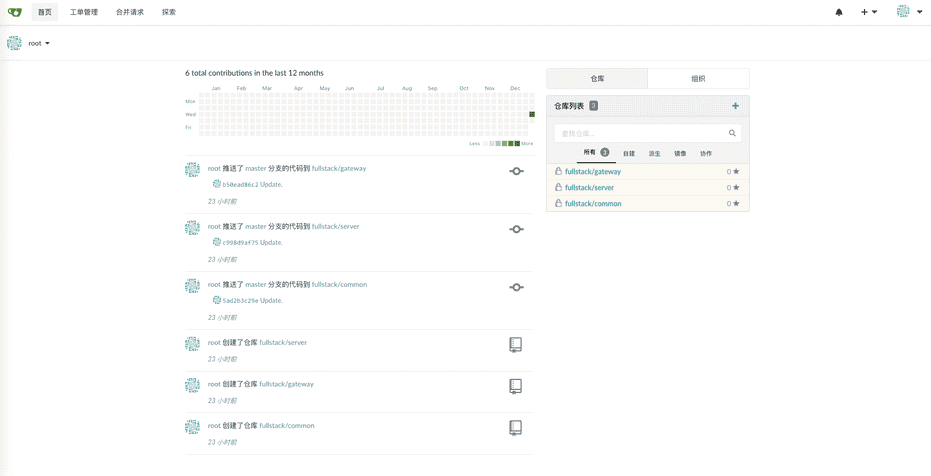 首页 工单管理 合并请求 探索
root
6 total contributions in the last 12 months
Jan Feb Mar Apr May Jun Jul Aug Sep Oct Nov Dec
Mon
Wed
Fri
Less More
root 推送了 master 分支的代码到 fullstack/gateway
b50ead86c2 Update.
23 小时前
root 推送了 master 分支的代码到 fullstack/server
c998d9af75 Update.
23 小时前
root 推送了 master 分支的代码到 fullstack/common
5ad2b3c29e Update.
23 小时前
root 创建了仓库 fullstack/server
23 小时前
root 创建了仓库 fullstack/gateway
23 小时前
root 创建了仓库 fullstack/common
23 小时前
仓库 组织
仓库列表 3
查找仓库...
所有 3 自建 派生 镜像 协作
fullstack/gateway 0
fullstack/server 0
fullstack/common 0